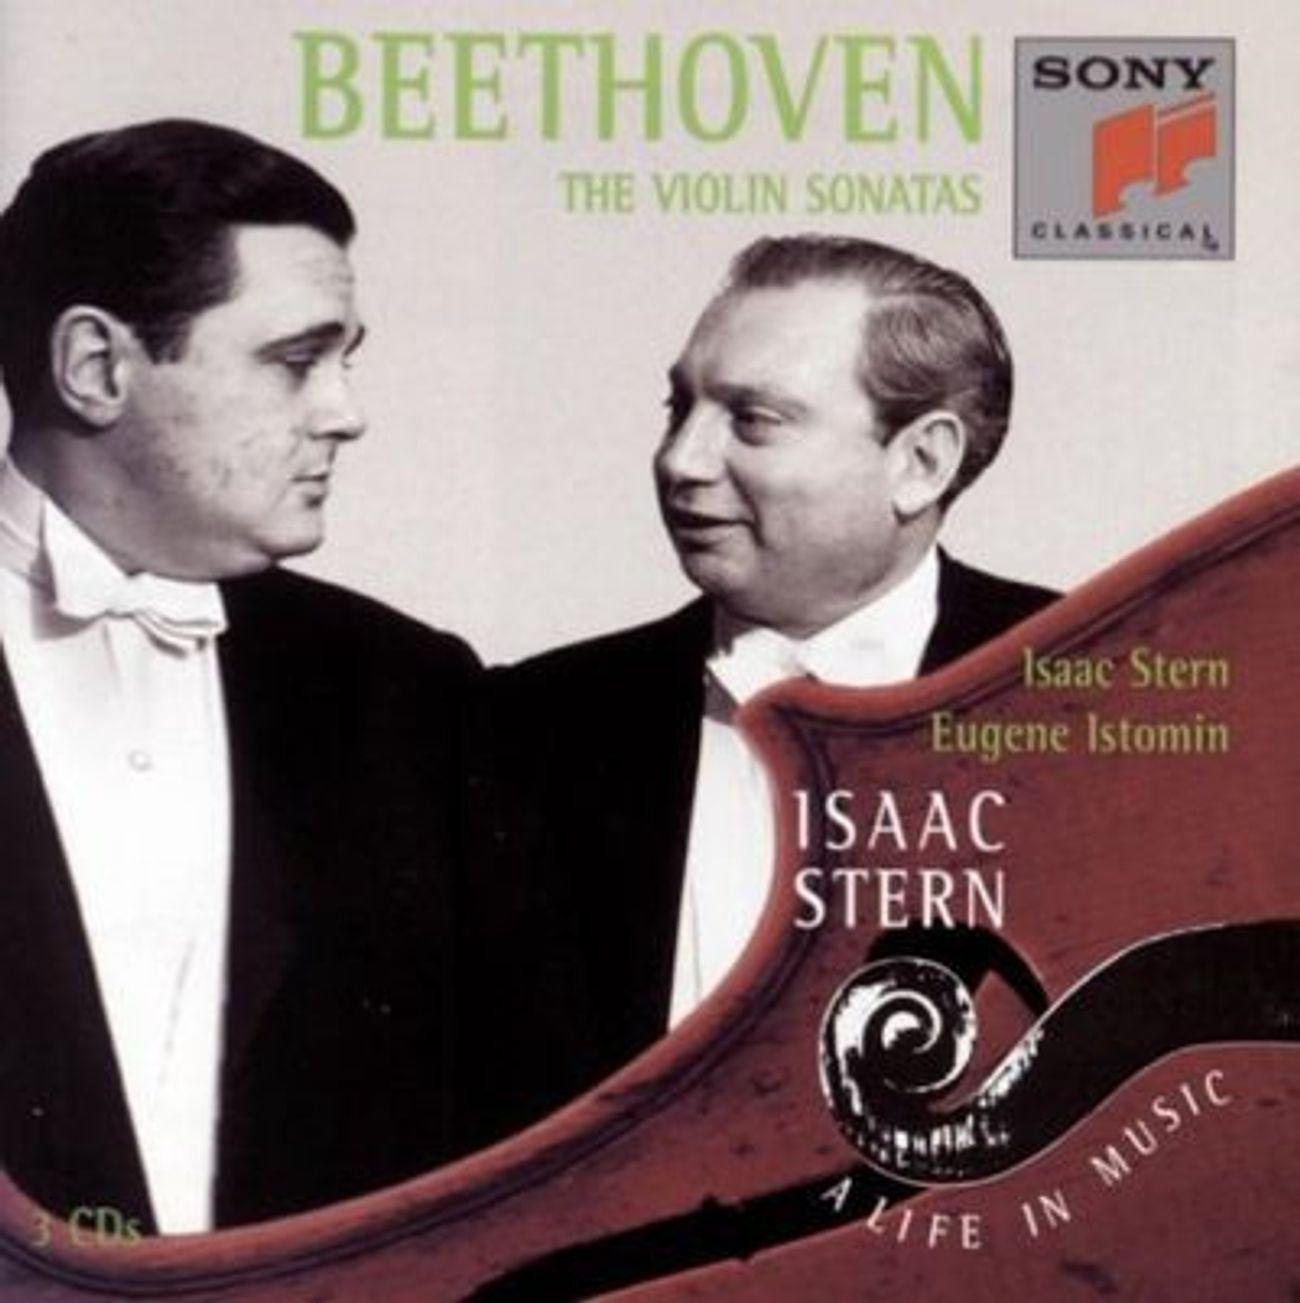 BEETHOVEN
THE VIOLIN SONATAS
SONY
CLASSICAL
Isaac Stern
Eugene Istomin
ISAAC
STERN
A LIFE IN MUSIC
3 CDs